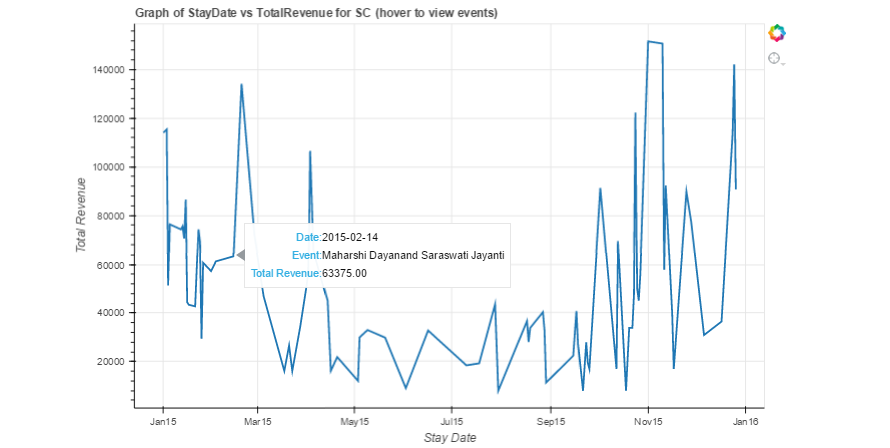 Graph of StayDate vs TotalRevenue for SC (hover to view events)
140000
120000
100000
80000
60000
40000
20000
Total Revenue
Date:2015-02-14
Event:Maharshi Dayanand Saraswati Jayanti
Total Revenue:63375.00
Jan15 Mar15 May15 Jul15 Sep15 Nov15 Jan16
Stay Date